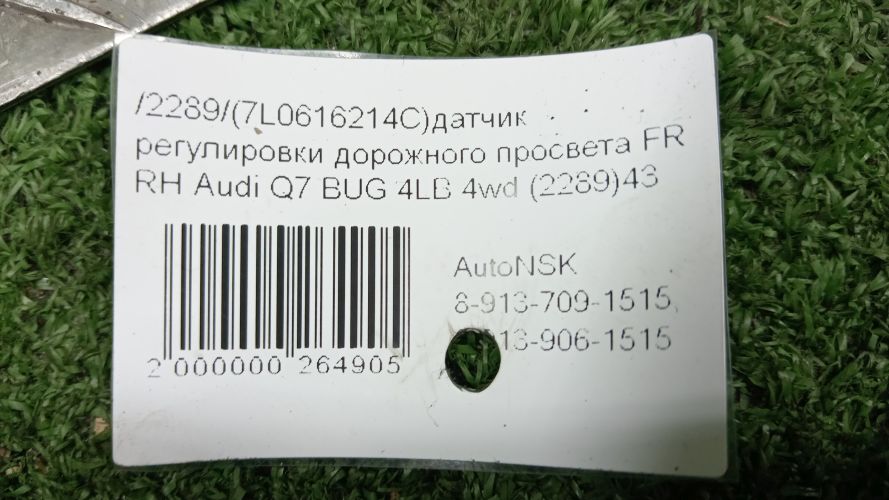 /2289/(7L0616214C)датчик
регулировки дорожного просвета FR
RH Audi Q7 BUG 4LB 4wd (2289)43
AutoNSK
8-913-709-1515,
13-906-1515
2 000000 264905